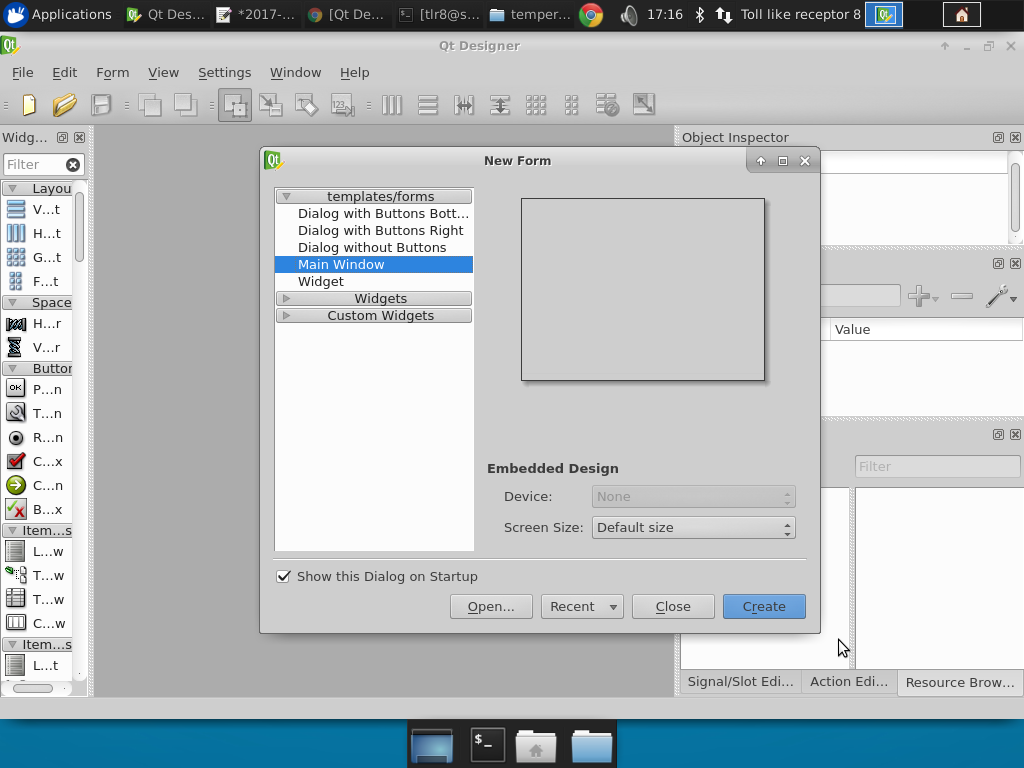 Applications Qt Des... *2017-... [Qt De... [tlr8@s... temper... 17:16 Toll like receptor 8
Qt Designer
File Edit Form View Settings Window Help
Widg...
Filter
Layou
V...t
H...t
G...t
F...t
Space
H...r
V...r
Button
P...n
T...n
R...n
C...x
C...n
B...x
Item...s
L...w
T...w
T...w
C...w
Item...s
L...t
New Form
templates/forms
Dialog with Buttons Bott...
Dialog with Buttons Right
Dialog without Buttons
Main Window
Widget
Widgets
Custom Widgets
Embedded Design
Device: None
Screen Size: Default size
Show this Dialog on Startup
Open... Recent Close Create
Object Inspector
Value
Filter
Signal/Slot Edi... Action Edi... Resource Brow...